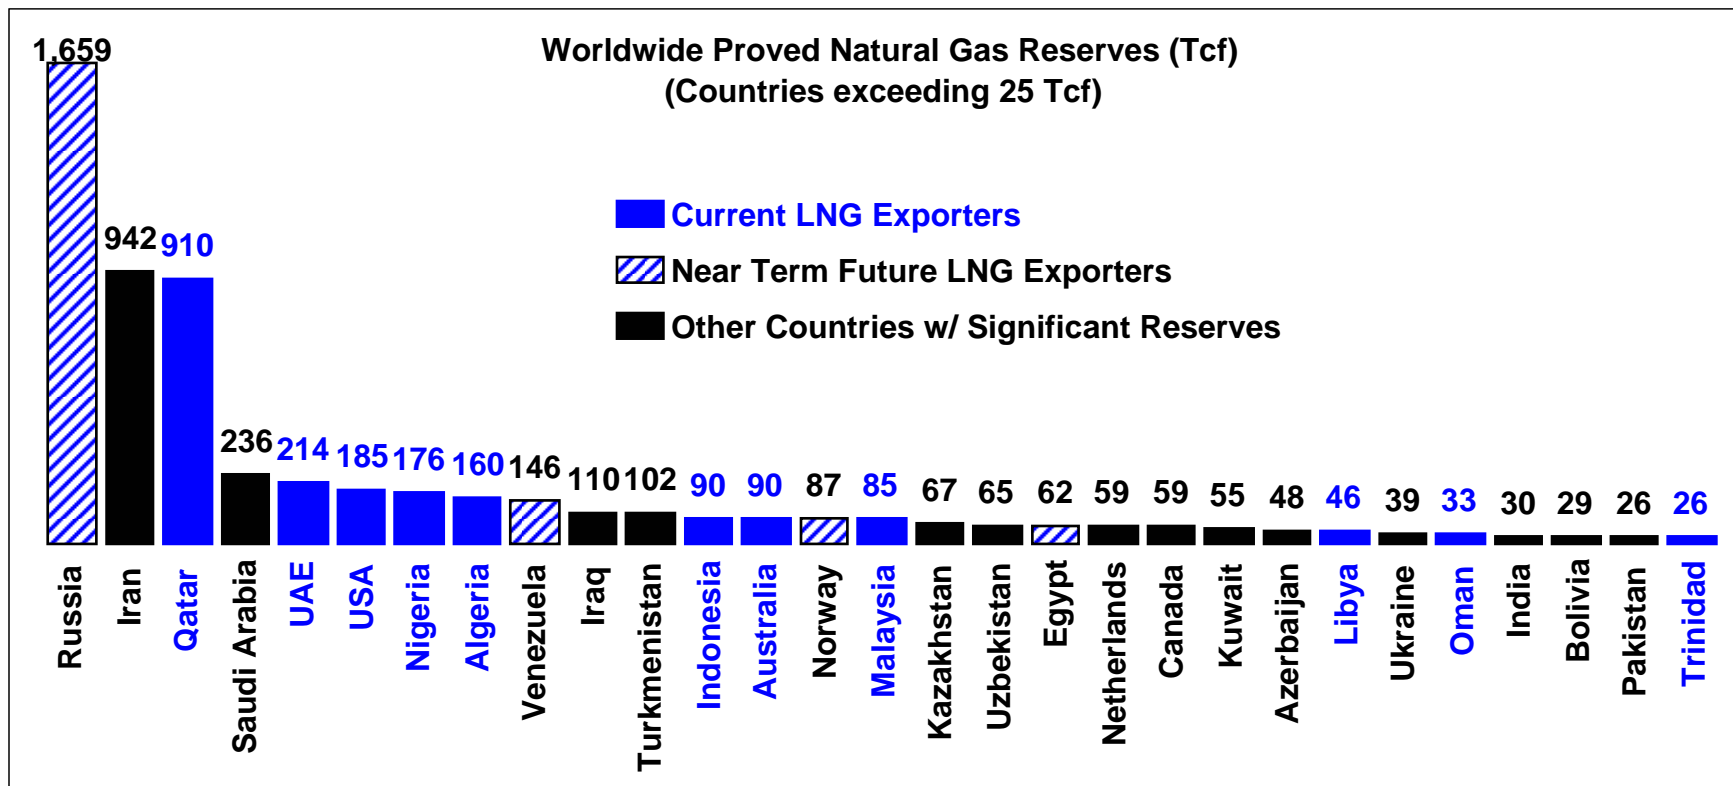 Worldwide Proved Natural Gas Reserves (Tcf)
(Countries exceeding 25 Tcf)
Current LNG Exporters
Near Term Future LNG Exporters
Other Countries w/ Significant Reserves
1,659
942
910
236
214
185
176
160
146
110
102
90
90
87
85
67
65
62
59
59
55
48
46
39
33
30
29
26
26
Russia
Iran
Qatar
Saudi Arabia
UAE
USA
Nigeria
Algeria
Venezuela
Iraq
Turkmenistan
Indonesia
Australia
Norway
Malaysia
Kazakhstan
Uzbekistan
Egypt
Netherlands
Canada
Kuwait
Azerbaijan
Libya
Ukraine
Oman
India
Bolivia
Pakistan
Trinidad